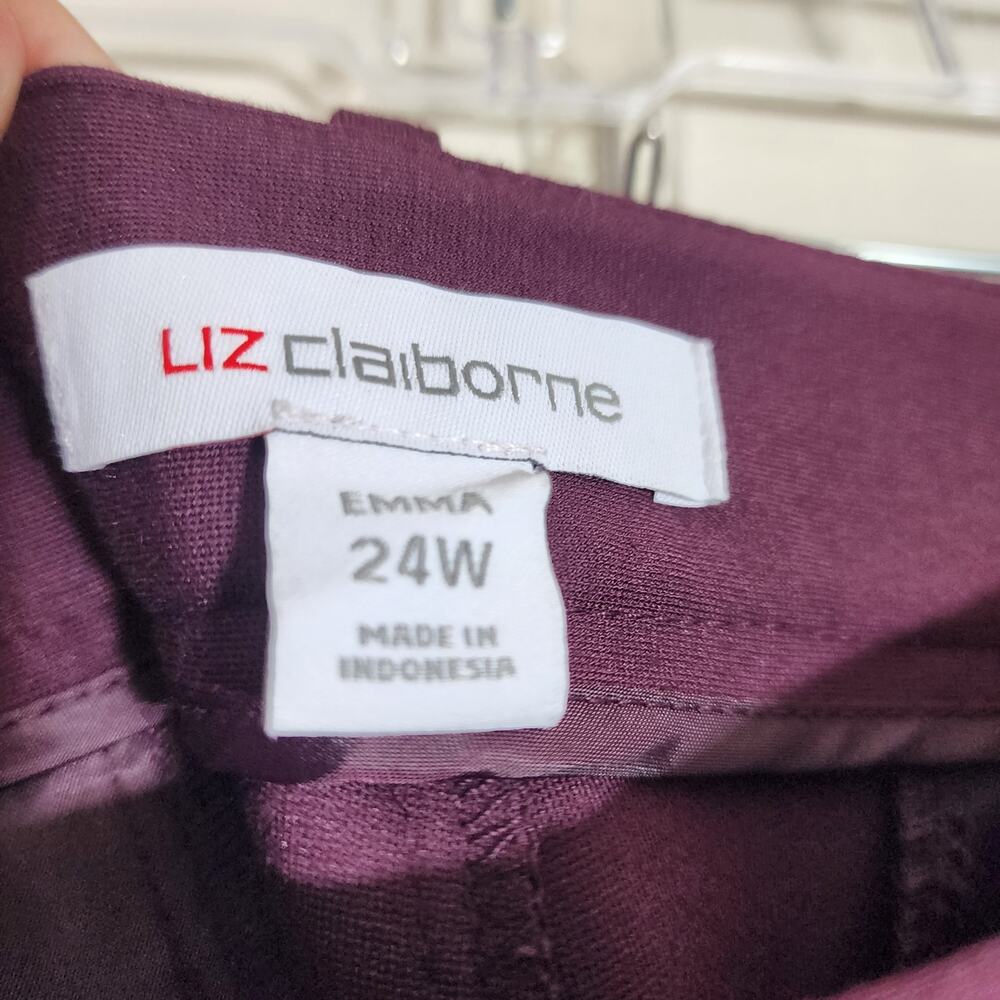 LIZ claiborne
EMMA
24W
MADE IN
INDONESIA